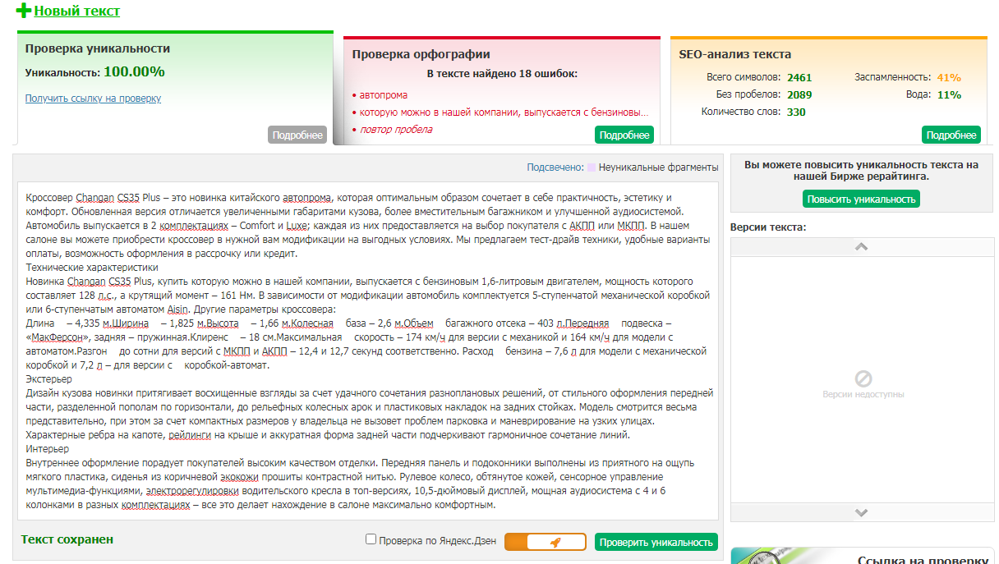 Новый текст
Проверка уникальности
Уникальность: 100.00%
Получить ссылку на проверку
Подробнее
Проверка орфографии
В тексте найдено 18 ошибок:
• автопрома
• которую можно в нашей компании, выпускается с бензиновы...
• повтор пробела
Подробнее
SEO-анализ текста
Всего символов: 2461 Заспамленность: 41%
Без пробелов: 2089 Вода: 11%
Количество слов: 330
Подробнее
Подсвечено: Неуникальные фрагменты
Кроссовер Changan CS35 Plus – это новинка китайского автопрома, которая оптимальным образом сочетает в себе практичность, эстетику и
комфорт. Обновленная версия отличается увеличенными габаритами кузова, более вместительным багажником и улучшенной аудиосистемой.
Автомобиль выпускается в 2 комплектациях – Comfort и Luxe; каждая из них предоставляется на выбор покупателя с АКПП или МКПП. В нашем
салоне вы можете приобрести кроссовер в нужной вам модификации на выгодных условиях. Мы предлагаем тест-драйв техники, удобные варианты
оплаты, возможность оформления в рассрочку или кредит.
Технические характеристики
Новинка Changan CS35 Plus, купить которую можно в нашей компании, выпускается с бензиновым 1,6-литровым двигателем, мощность которого
составляет 128 л.с., а крутящий момент – 161 Нм. В зависимости от модификации автомобиль комплектуется 5-ступенчатой механической коробкой
или 6-ступенчатым автоматом Aisin. Другие параметры кроссовера:
Длина – 4,335 м.Ширина – 1,825 м.Высота – 1,66 м.Колесная база – 2,6 м.Объем багажного отсека – 403 л.Передняя подвеска –
«МакФерсон», задняя – пружинная.Клиренс – 18 см.Максимальная скорость – 174 км/ч для версии с механикой и 164 км/ч для модели с
автоматом.Разгон до сотни для версий с МКПП и АКПП – 12,4 и 12,7 секунд соответственно. Расход бензина – 7,6 л для модели с механической
коробкой и 7,2 л – для версии с коробкой-автомат.
Экстерьер
Дизайн кузова новинки притягивает восхищенные взгляды за счет удачного сочетания разноплановых решений, от стильного оформления передней
части, разделенной пополам по горизонтали, до рельефных колесных арок и пластиковых накладок на задних стойках. Модель смотрится весьма
представительно, при этом за счет компактных размеров у владельца не вызовет проблем парковка и маневрирование на узких улицах.
Характерные ребра на капоте, рейлинги на крыше и аккуратная форма задней части подчеркивают гармоничное сочетание линий.
Интерьер
Внутреннее оформление порадует покупателей высоким качеством отделки. Передняя панель и подоконники выполнены из приятного на ощупь
мягкого пластика, сиденья из коричневой экокожи прошиты контрастной нитью. Рулевое колесо, обтянутое кожей, сенсорное управление
мультимедиа-функциями, электрорегулировки водительского кресла в топ-версиях, 10,5-дюймовый дисплей, мощная аудиосистема с 4 и 6
колонками в разных комплектациях – все это делает нахождение в салоне максимально комфортным.
Текст сохранен
Проверка по Яндекс.Дзен
Проверить уникальность
Вы можете повысить уникальность текста на
нашей Бирже рерайтинга.
Повысить уникальность
Версии текста:
Версии недоступны
Ссылка на проверку